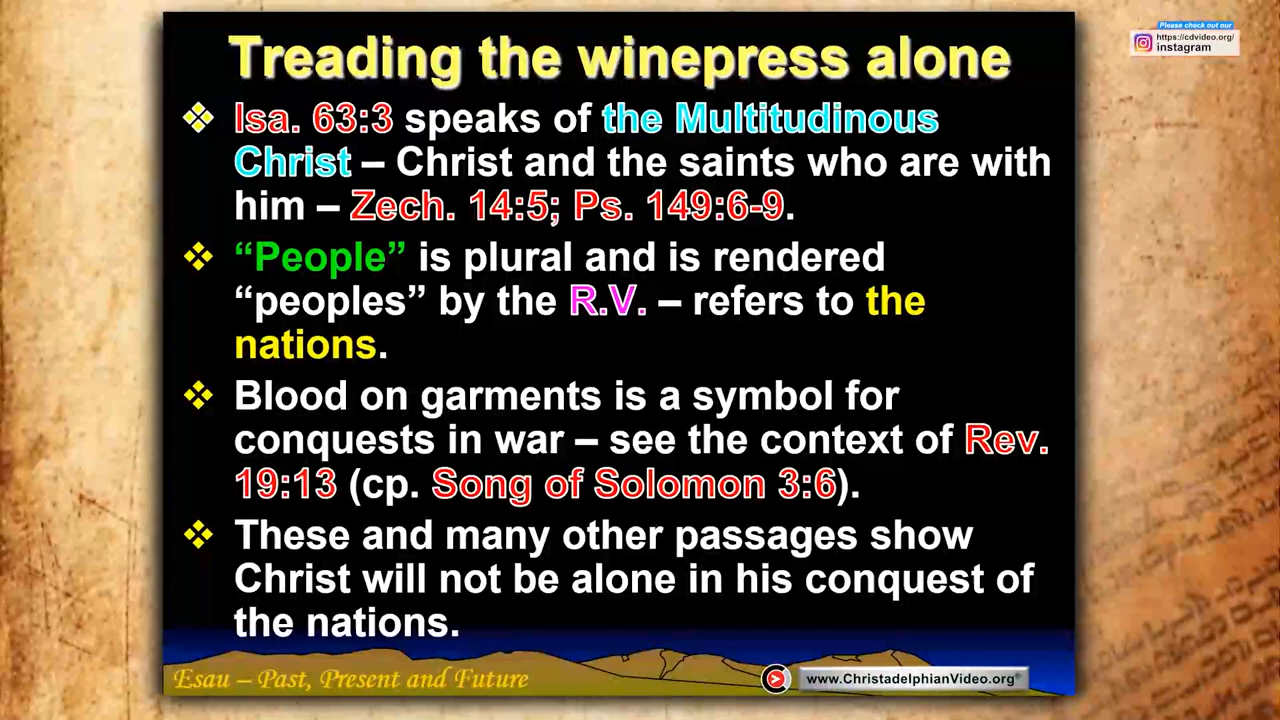 Please check out our
https://cdvideo.org/
instagram
Treading the winepress alone
Isa. 63:3 speaks of the Multitudinous
Christ – Christ and the saints who are with
him – Zech. 14:5; Ps. 149:6-9.
“People” is plural and is rendered
“peoples” by the R.V. – refers to the
nations.
Blood on garments is a symbol for
conquests in war – see the context of Rev.
19:13 (cp. Song of Solomon 3:6).
These and many other passages show
Christ will not be alone in his conquest of
the nations.
Esau – Past, Present and Future
www.ChristadelphianVideo.org®